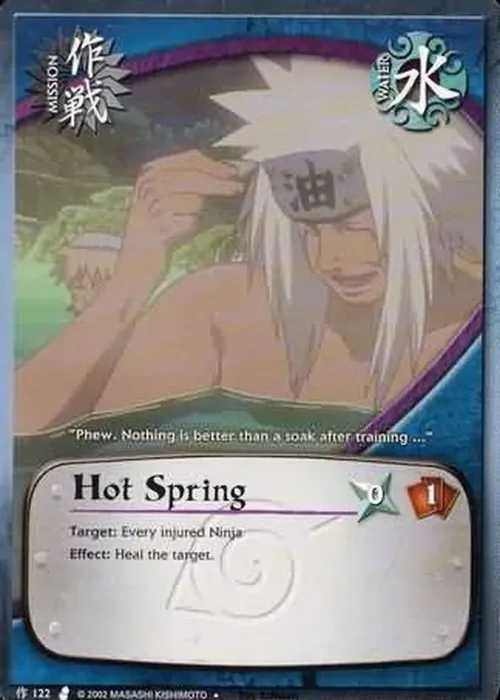 MISSION
作戦
WATER
水
油
"Phew. Nothing is better than a soak after training ..."
Hot Spring
0
1
Target: Every injured Ninja
Effect: Heal the target.
作 122
© 2002 MASASHI KISHIMOTO